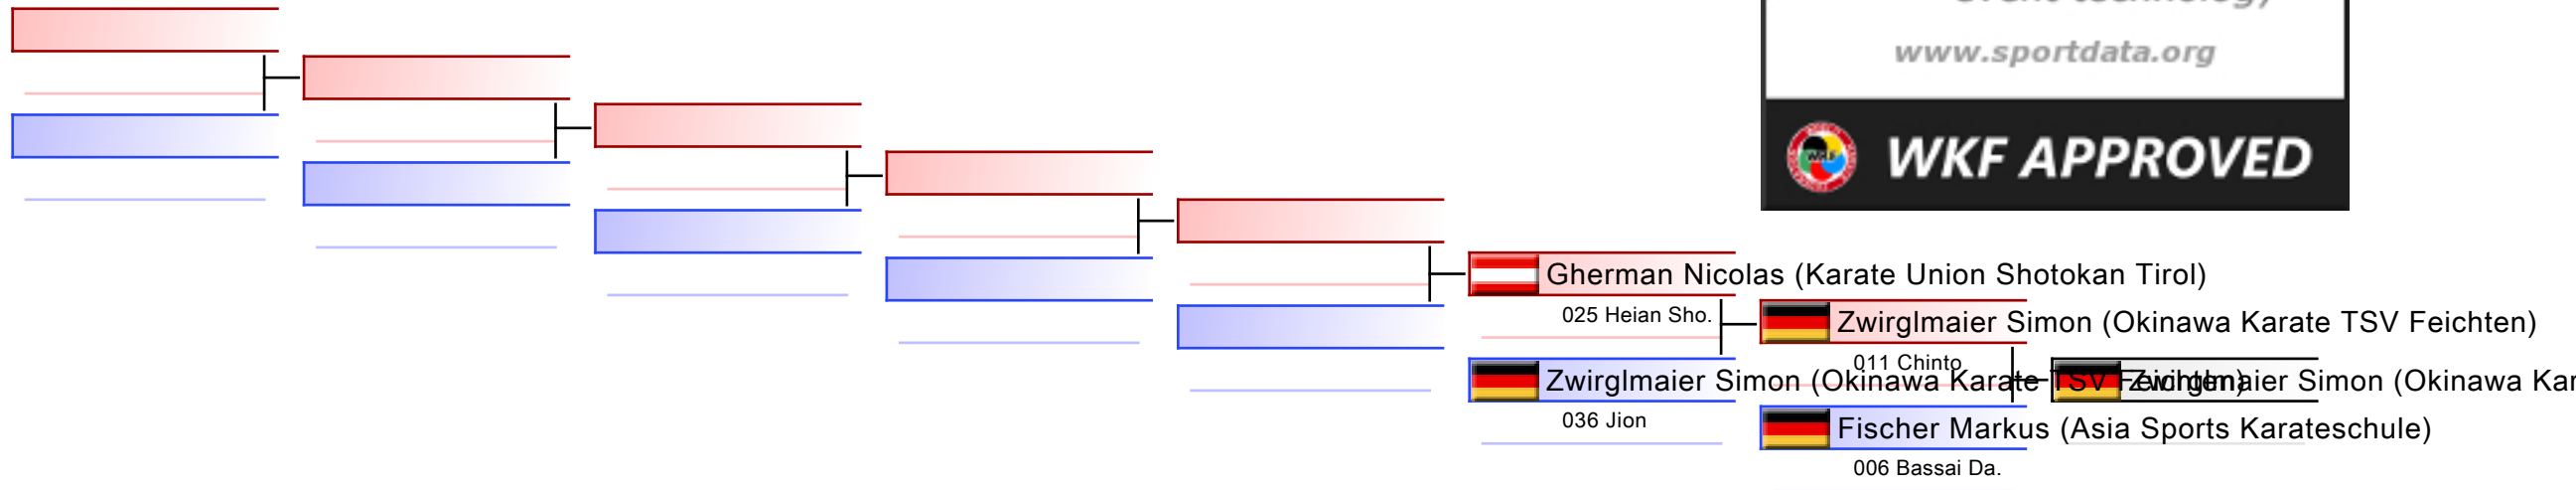 event technology
www.sportdata.org
WKF APPROVED
Gherman Nicolas (Karate Union Shotokan Tirol)
025 Heian Sho.
Zwirglmaier Simon (Okinawa Karate TSV Feichten)
011 Chinto
Zwirglmaier Simon (Okinawa Karate TSV Feichten)
Zwirglmaier Simon (Okinawa Kar
036 Jion
Fischer Markus (Asia Sports Karateschule)
006 Bassai Da.